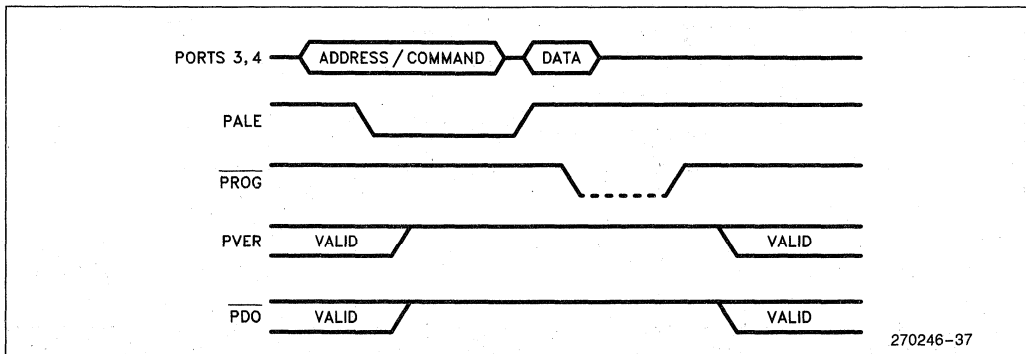 PORTS 3, 4 ADDRESS / COMMAND DATA
PALE
PROG
PVER VALID VALID
PDO VALID VALID
270246-37